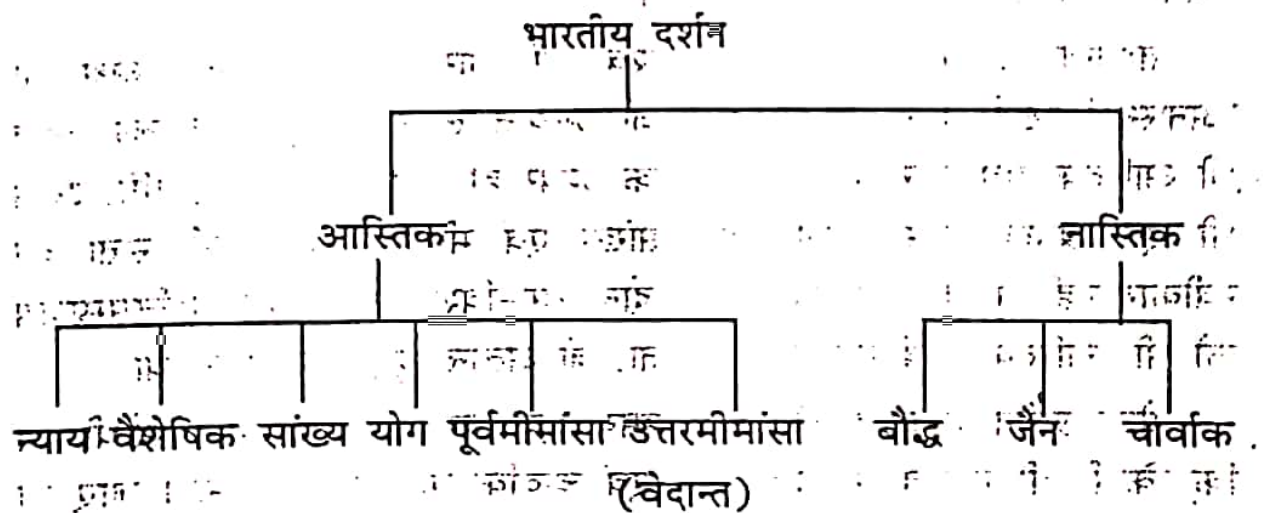 भारतीय दर्शन
आस्तिक नास्तिक
न्याय वैशेषिक सांख्य योग पूर्वमीमांसा उत्तरमीमांसा बौद्ध जैन चार्वाक
(वेदान्त)